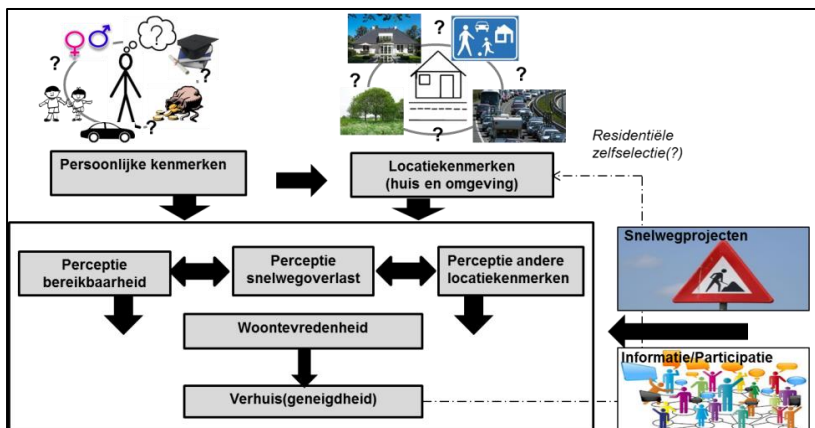 ?
?
?
?
?
?
?
?
?
Residentiële
zelfselectie(?)
Persoonlijke kenmerken
Locatiekenmerken
(huis en omgeving)
Snelwegprojecten
Perceptie
bereikbaarheid
Perceptie
snelwegoverlast
Perceptie andere
locatiekenmerken
Woontevredenheid
Informatie/Participatie
Verhuis(geneigdheid)